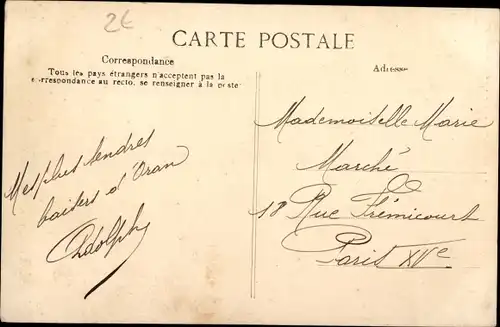 2€
CARTE POSTALE
Correspondance
Tous les pays étrangers n'acceptent pas la
correspondance au recto, se renseigner à la poste
Adresse
Mes plus tendres
baisers d'Oran
Adolphe
Mademoiselle Marie
Marché
18 Rue Frémicourt
Paris XVe